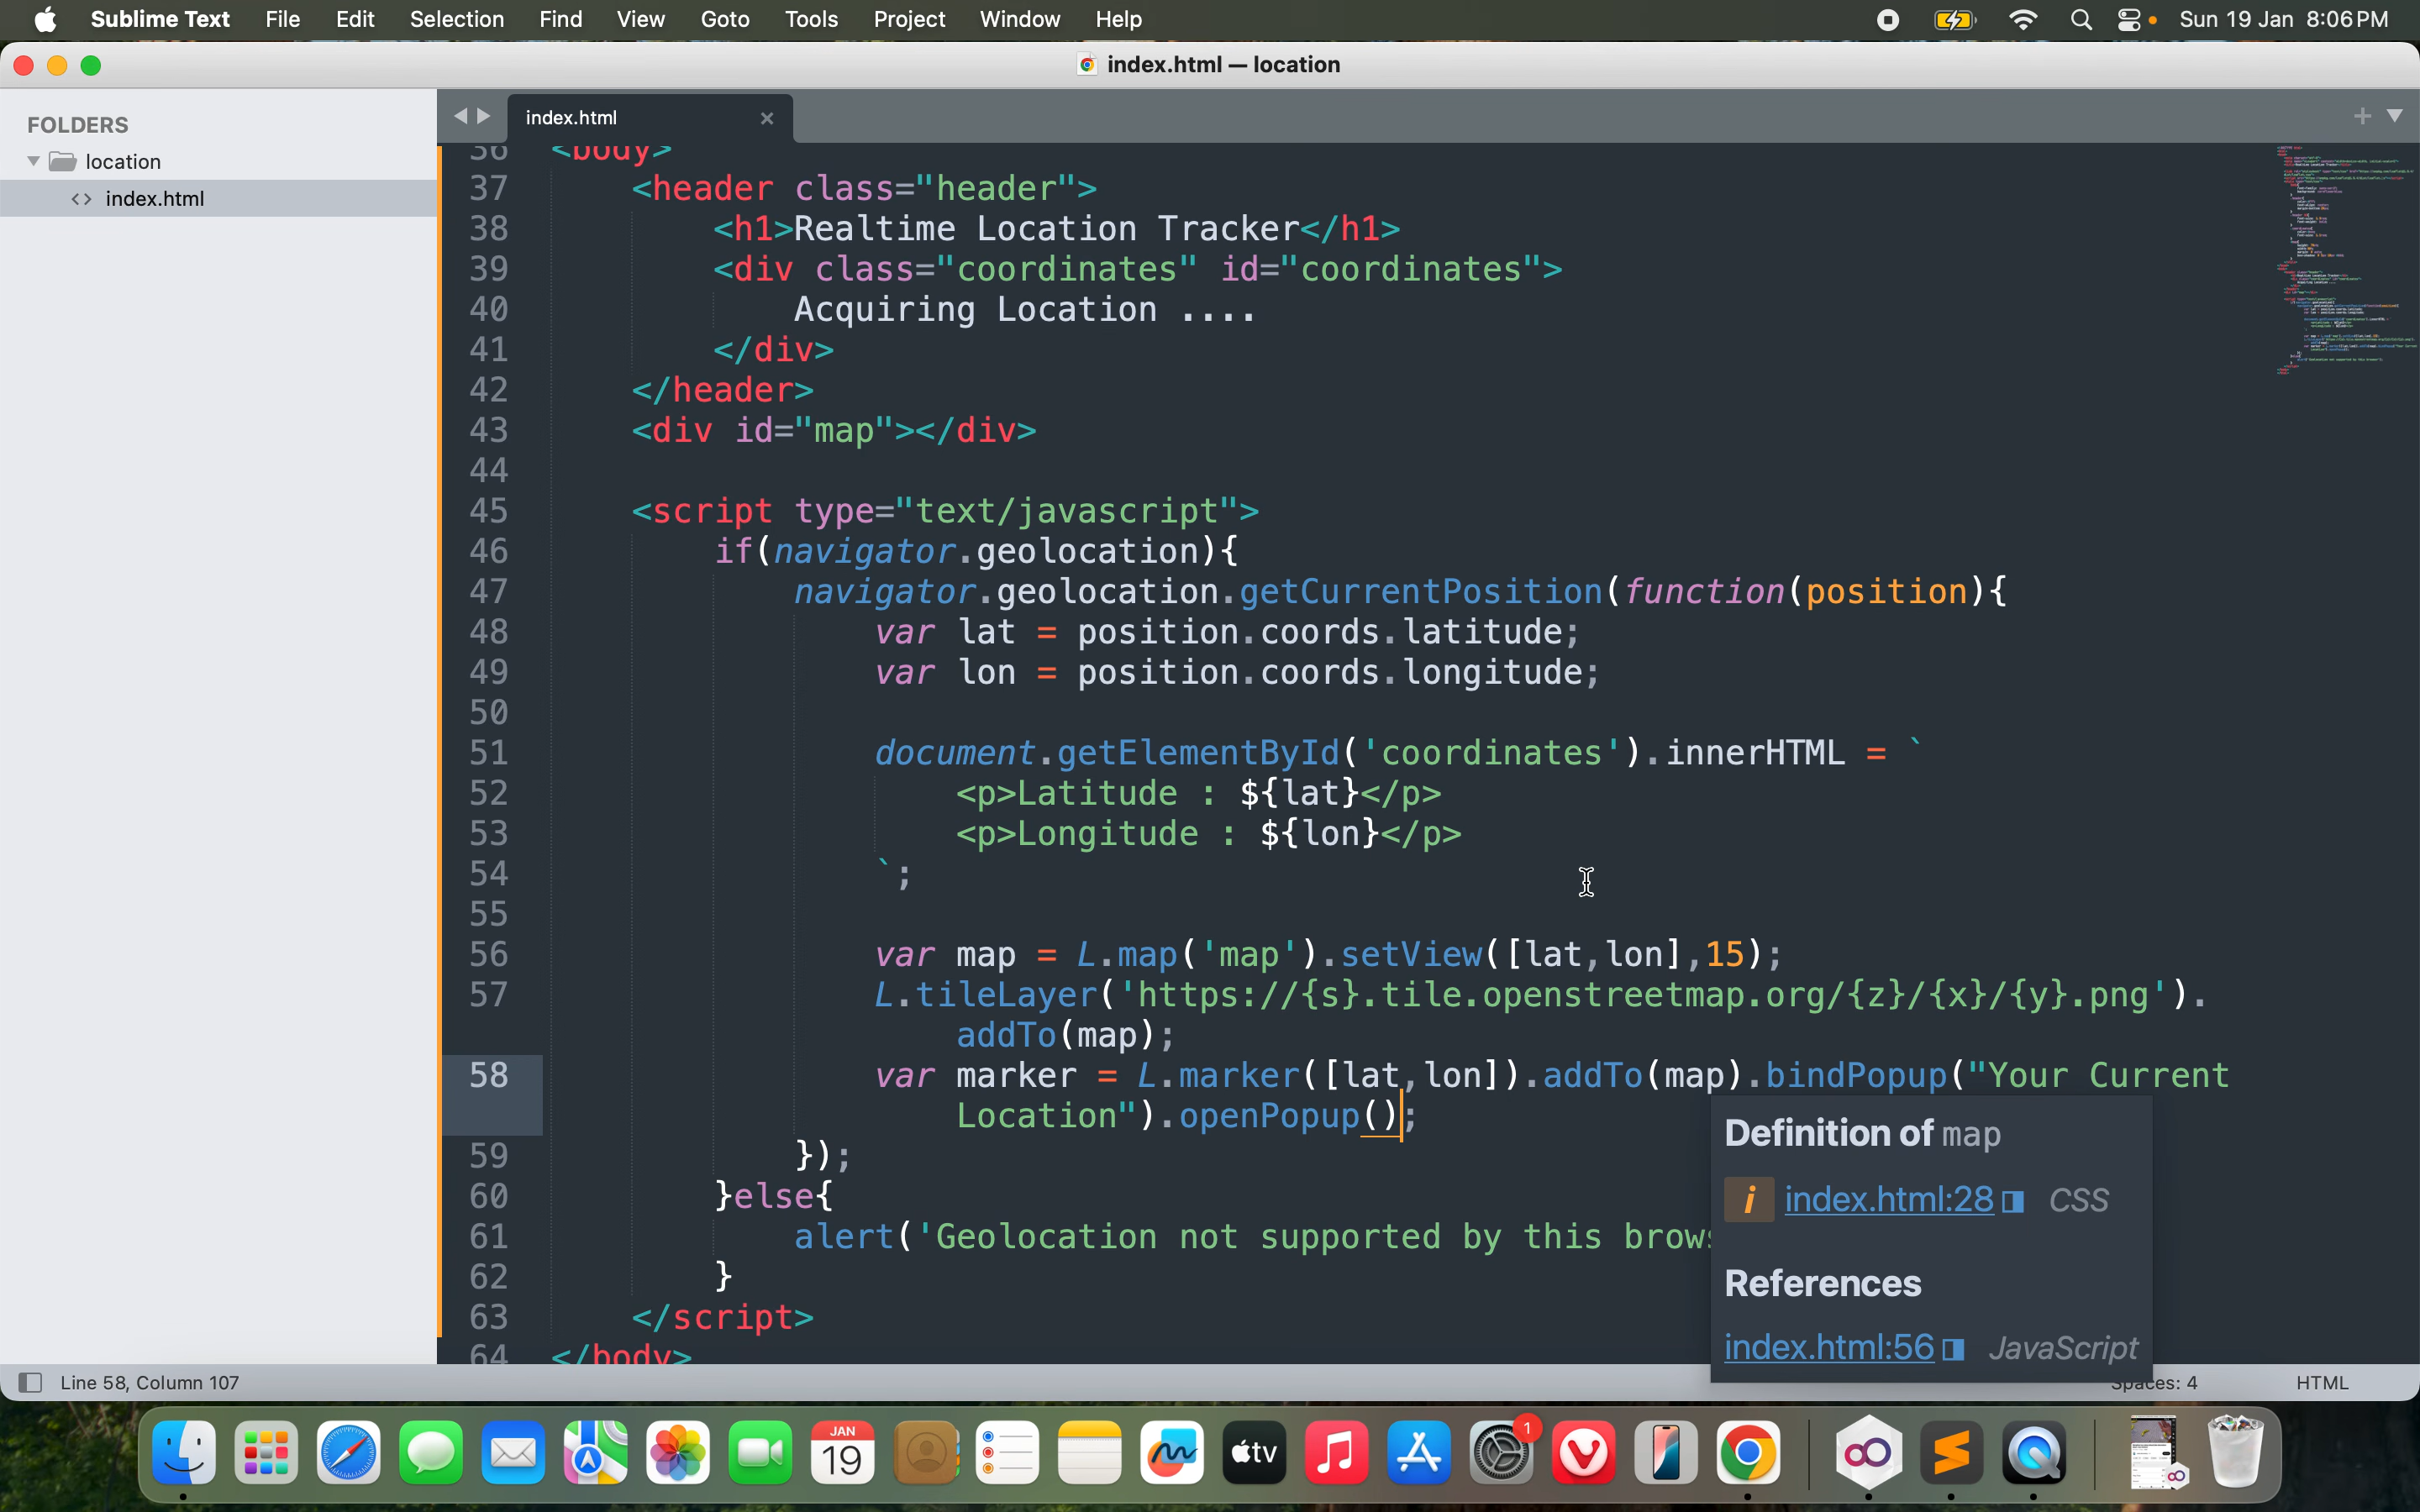 Sublime Text File Edit Selection Find View Goto Tools Project Window Help Sun 19 Jan 8:06 PM
index.html — location
FOLDERS
location
index.html
index.html
36 <body>
37 <header class="header">
38 <h1>Realtime Location Tracker</h1>
39 <div class="coordinates" id="coordinates">
40 Acquiring Location ....
41 </div>
42 </header>
43 <div id="map"></div>
44
45 <script type="text/javascript">
46 if(navigator.geolocation){
47 navigator.geolocation.getCurrentPosition(function(position){
48 var lat = position.coords.latitude;
49 var lon = position.coords.longitude;
50
51 document.getElementById('coordinates').innerHTML = `
52 <p>Latitude : ${lat}</p>
53 <p>Longitude : ${lon}</p>
54 `;
55
56 var map = L.map('map').setView([lat,lon],15);
57 L.tileLayer('https://{s}.tile.openstreetmap.org/{z}/{x}/{y}.png').
addTo(map);
58 var marker = L.marker([lat,lon]).addTo(map).bindPopup("Your Current
Location").openPopup();
59 });
60 }else{
61 alert('Geolocation not supported by this brows
62 }
63 </script>
64 </body>
Definition of map
i index.html:28 CSS
References
index.html:56 JavaScript
Line 58, Column 107
Spaces: 4 HTML
JAN
19
tv
1